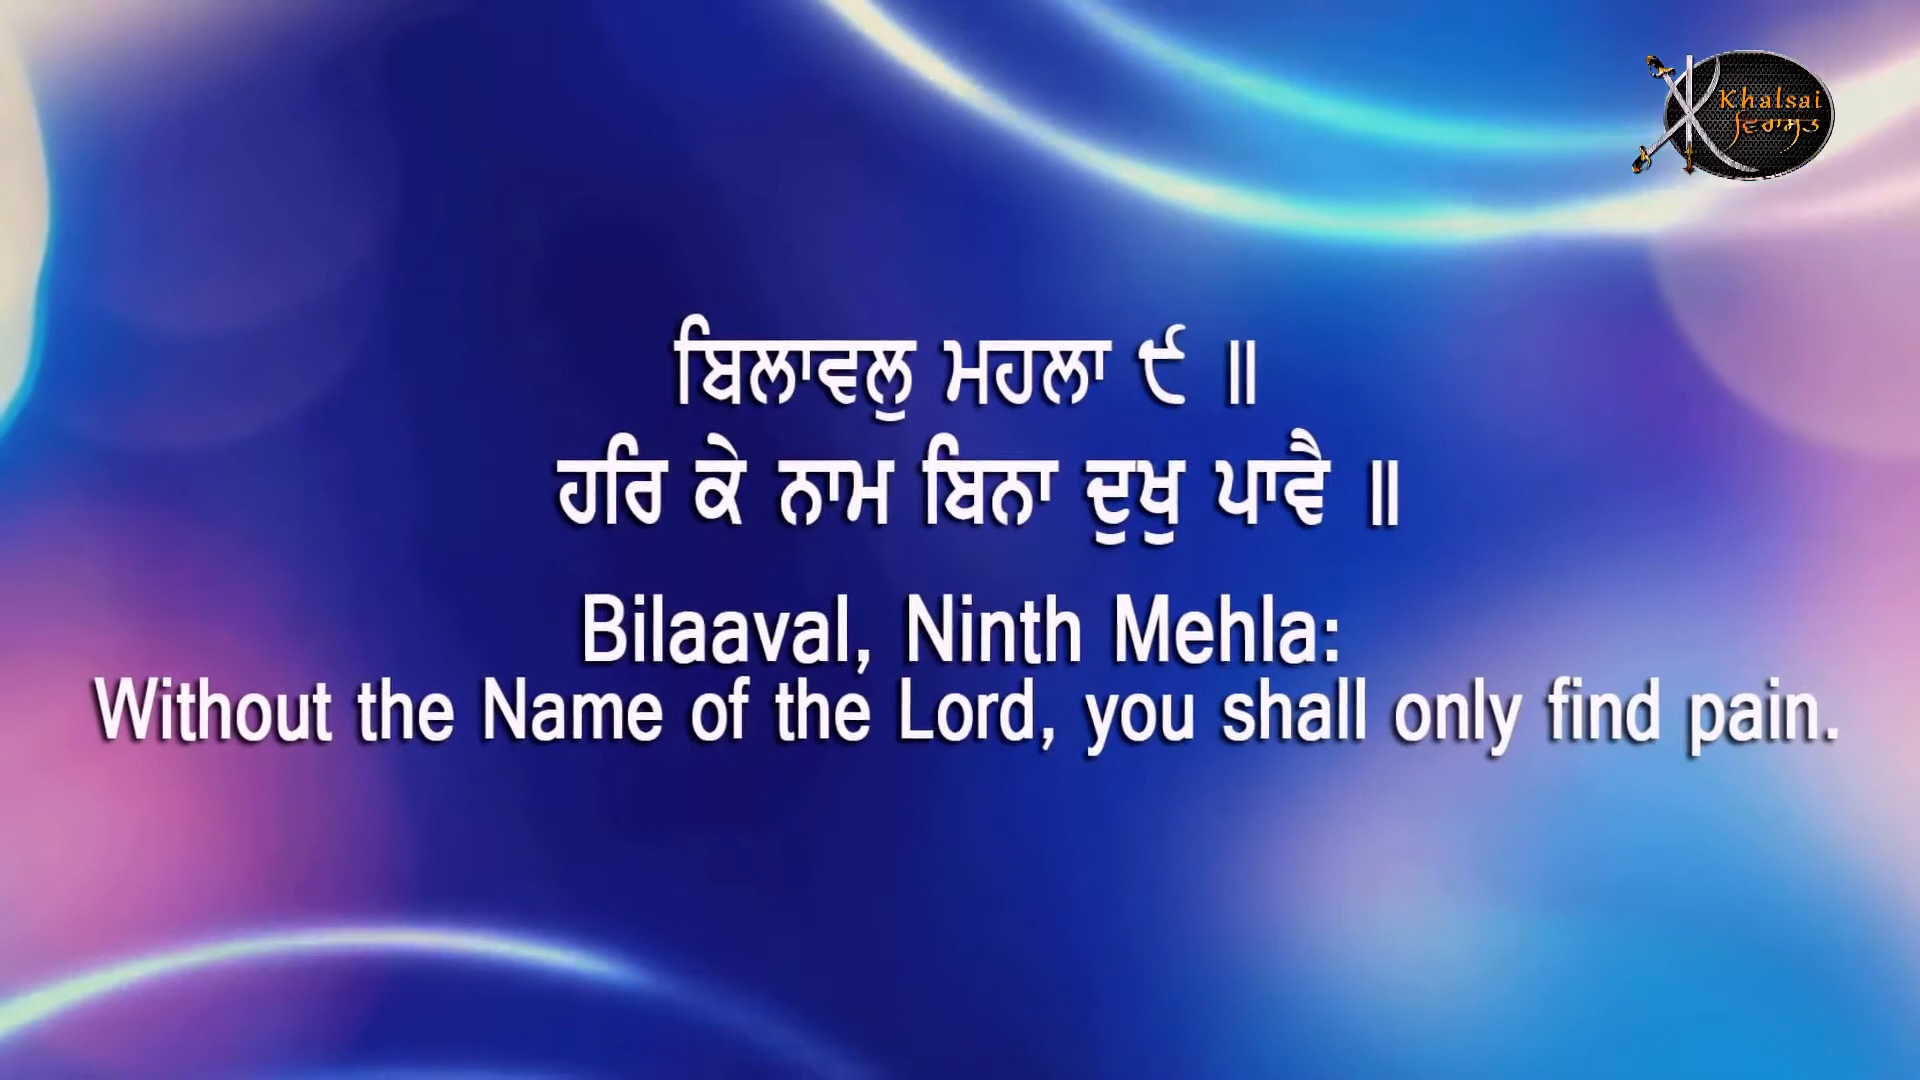 Khalsai
ਵਿਰਾਸਤ
ਬਿਲਾਵਲੁ ਮਹਲਾ ੯ ॥
ਹਰਿ ਕੇ ਨਾਮ ਬਿਨਾ ਦੁਖੁ ਪਾਵੈ ॥
Bilaaval, Ninth Mehla:
Without the Name of the Lord, you shall only find pain.